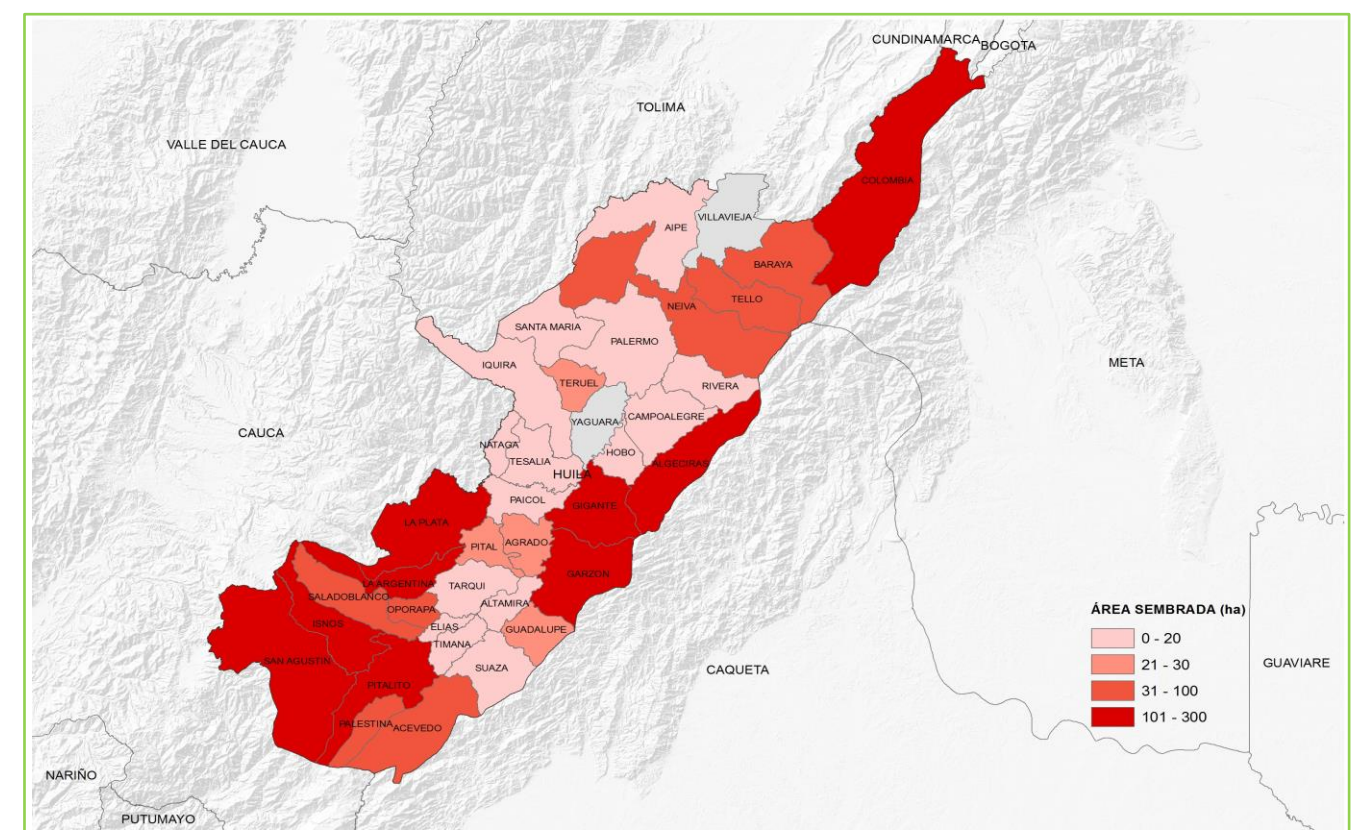 CUNDINAMARCA
BOGOTA
TOLIMA
VALLE DEL CAUCA
COLOMBIA
VILLAVIEJA
AIPE
BARAYA
TELLO
NEIVA
SANTA MARIA
PALERMO
META
IQUIRA
TERUEL
RIVERA
YAGUARA
CAMPOALEGRE
CAUCA
NATAGA
HOBO
TESALIA
ALGECIRAS
HUILA
PAICOL
GIGANTE
LA PLATA
PITAL
AGRADO
GARZON
LA ARGENTINA
TARQUI
SALADOBLANCO
ALTAMIRA
OPORAPA
ISNOS
ELIAS
GUADALUPE
TIMANA
SAN AGUSTIN
SUAZA
CAQUETA
GUAVIARE
PITALITO
PALESTINA
ACEVEDO
NARIÑO
PUTUMAYO
ÁREA SEMBRADA (ha)
0 - 20
21 - 30
31 - 100
101 - 300